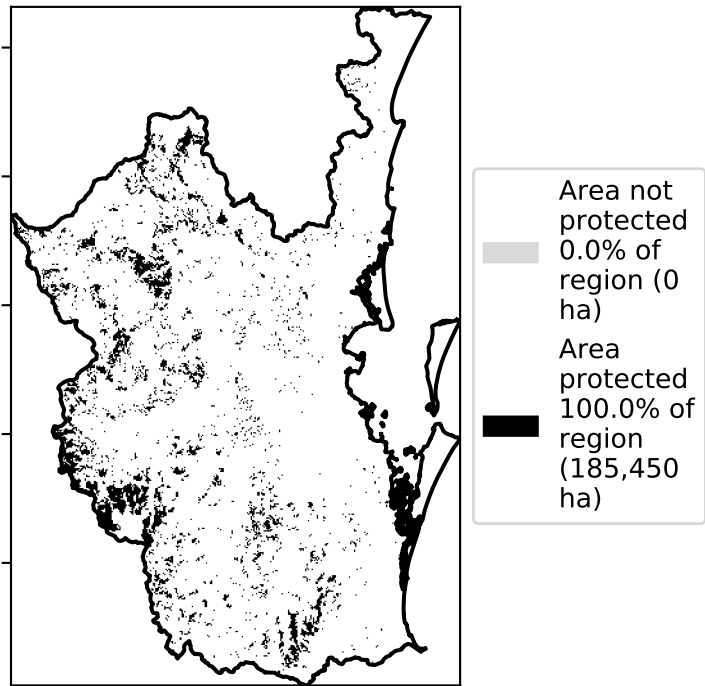 Area not
protected
0.0% of
region (0
ha)
Area
protected
100.0% of
region
(185,450
ha)